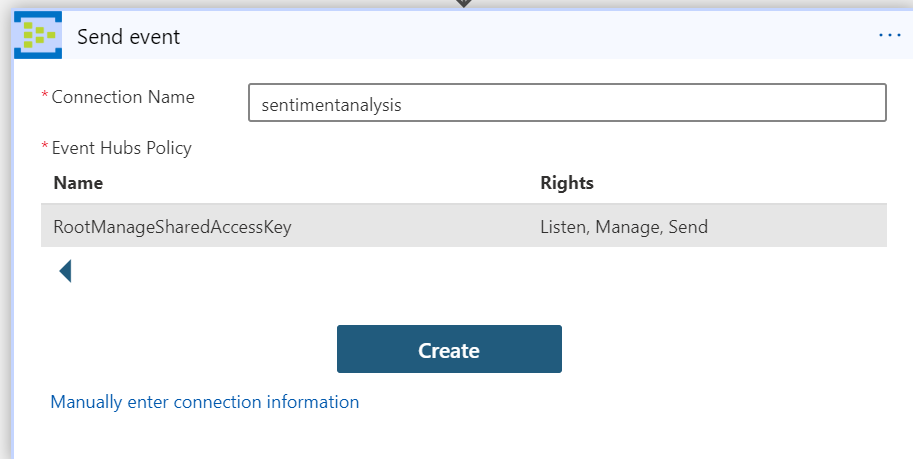 Send event
* Connection Name
sentimentanalysis
* Event Hubs Policy
Name Rights
RootManageSharedAccessKey Listen, Manage, Send
Create
Manually enter connection information